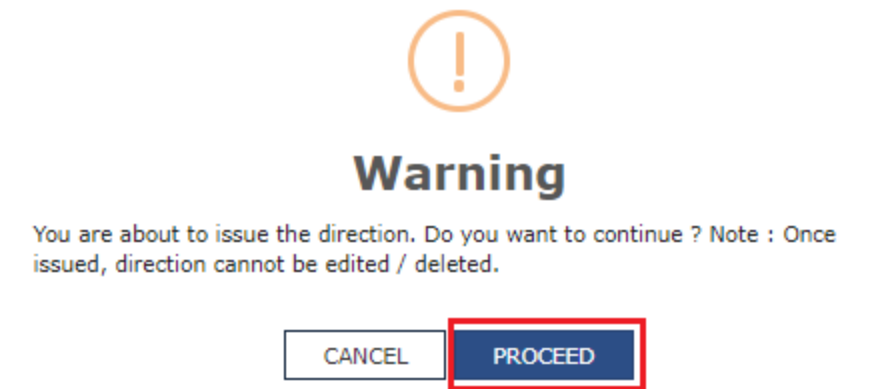 Warning
You are about to issue the direction. Do you want to continue ? Note : Once
issued, direction cannot be edited / deleted.
CANCEL PROCEED